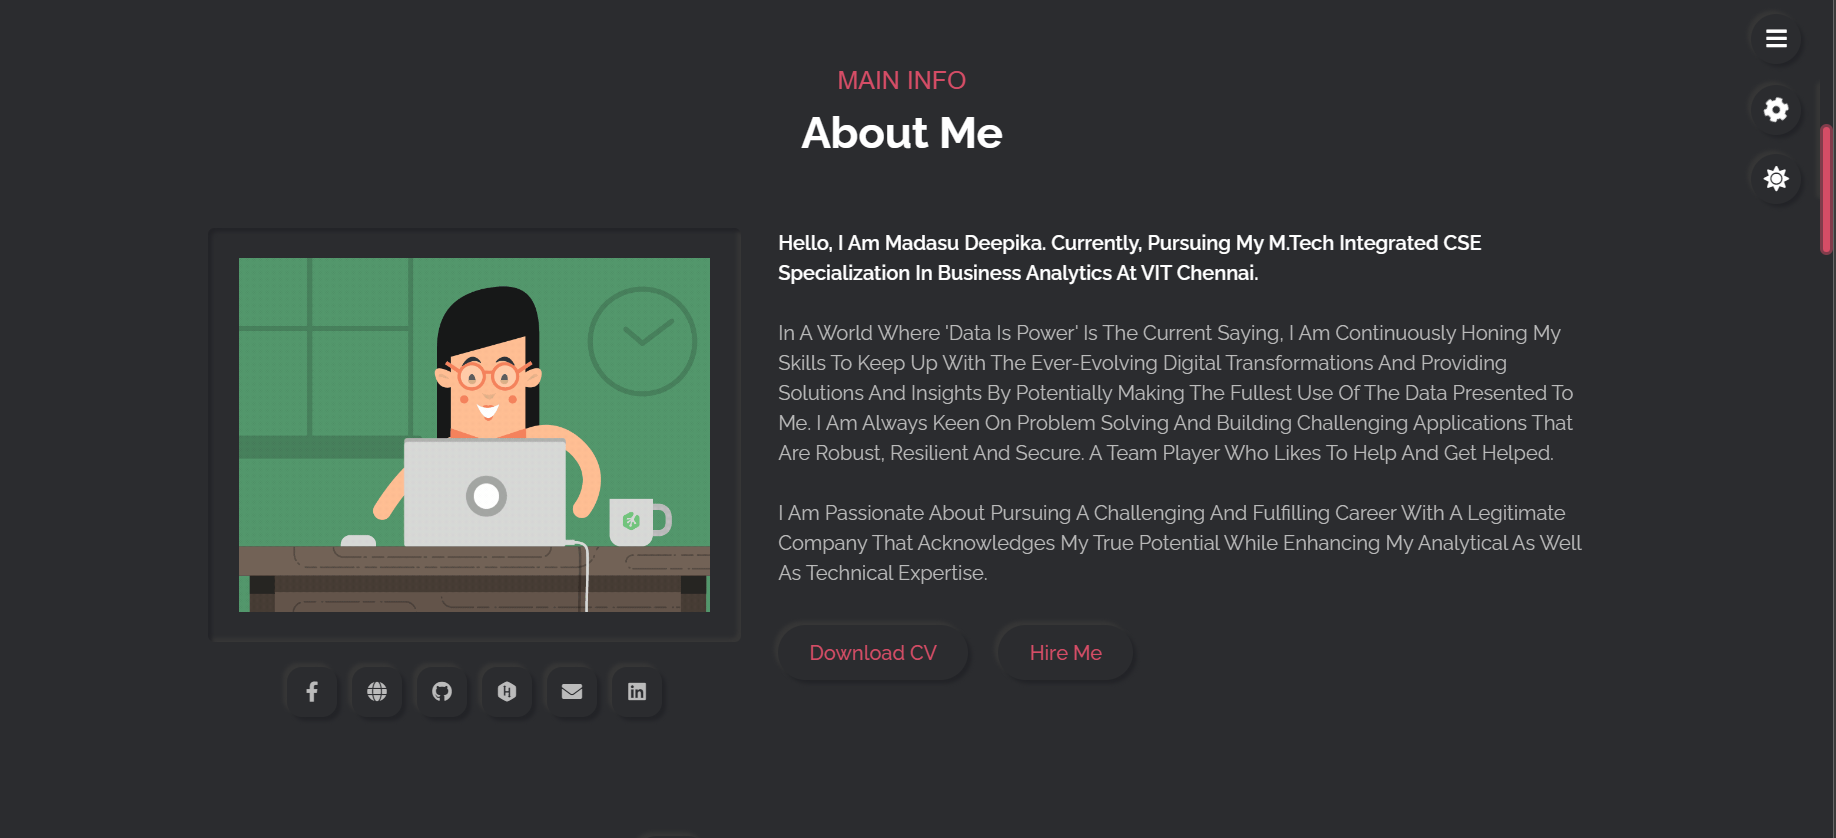 MAIN INFO
About Me
Hello, I Am Madasu Deepika. Currently, Pursuing My M.Tech Integrated CSE
Specialization In Business Analytics At VIT Chennai.
In A World Where 'Data Is Power' Is The Current Saying, I Am Continuously Honing My
Skills To Keep Up With The Ever-Evolving Digital Transformations And Providing
Solutions And Insights By Potentially Making The Fullest Use Of The Data Presented To
Me. I Am Always Keen On Problem Solving And Building Challenging Applications That
Are Robust, Resilient And Secure. A Team Player Who Likes To Help And Get Helped.
I Am Passionate About Pursuing A Challenging And Fulfilling Career With A Legitimate
Company That Acknowledges My True Potential While Enhancing My Analytical As Well
As Technical Expertise.
Download CV
Hire Me